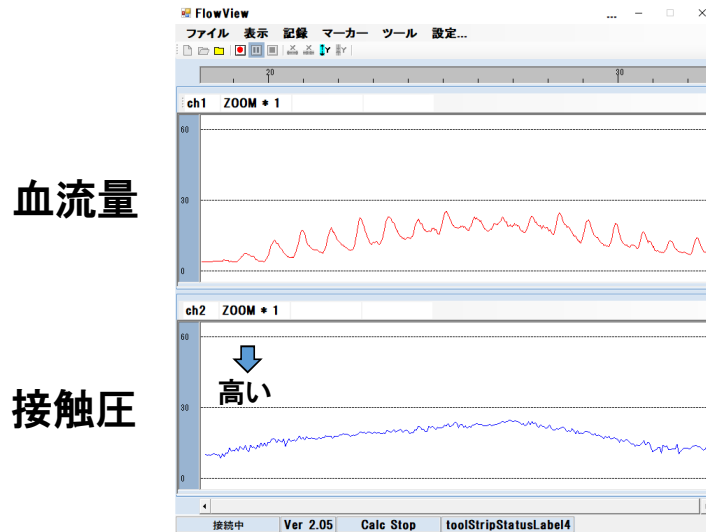 FlowView
ファイル 表示 記録 マーカー ツール 設定...
20 30
ch1 ZOOM * 1
60
血流量
30
0
ch2 ZOOM * 1
60
高い
接触圧
30
0
接続中 Ver 2.05 Calc Stop toolStripStatusLabel4